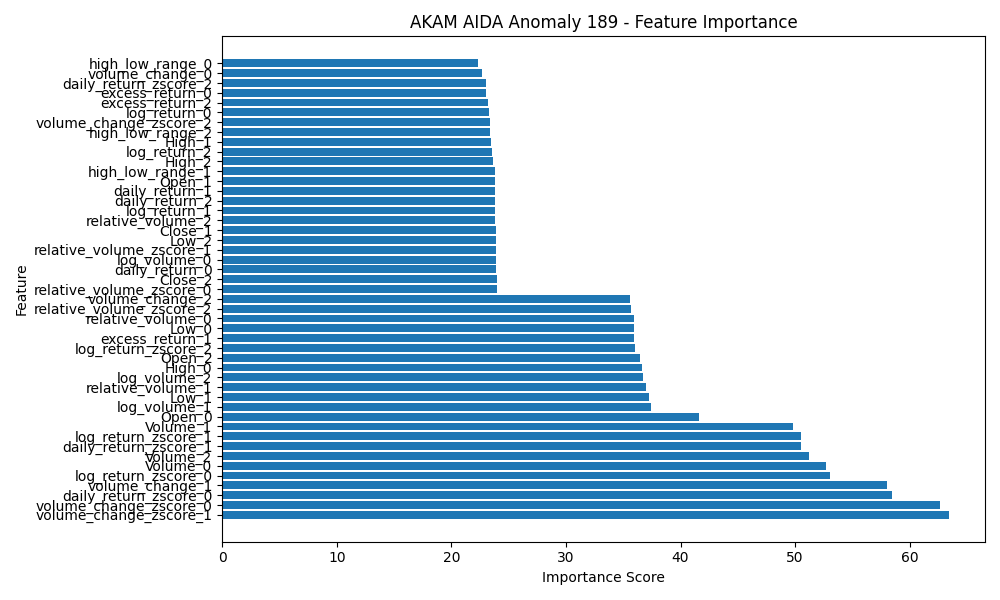 AKAM AIDA Anomaly 189 - Feature Importance
high_low_range_0
volume_change_0
daily_return_zscore_2
excess_return_0
excess_return_2
log_return_0
volume_change_zscore_2
high_low_range_2
High_1
log_return_2
High_2
high_low_range_1
Open_1
daily_return_1
daily_return_2
log_return_1
relative_volume_2
Close_1
Low_2
relative_volume_zscore_1
log_volume_0
daily_return_0
Close_2
relative_volume_zscore_0
volume_change_2
relative_volume_zscore_2
relative_volume_0
Low_0
excess_return_1
log_return_zscore_2
Open_2
High_0
log_volume_2
relative_volume_1
Low_1
log_volume_1
Open_0
Volume_1
log_return_zscore_1
daily_return_zscore_1
Volume_2
Volume_0
log_return_zscore_0
volume_change_1
daily_return_zscore_0
volume_change_zscore_0
volume_change_zscore_1
Feature
0 10 20 30 40 50 60
Importance Score